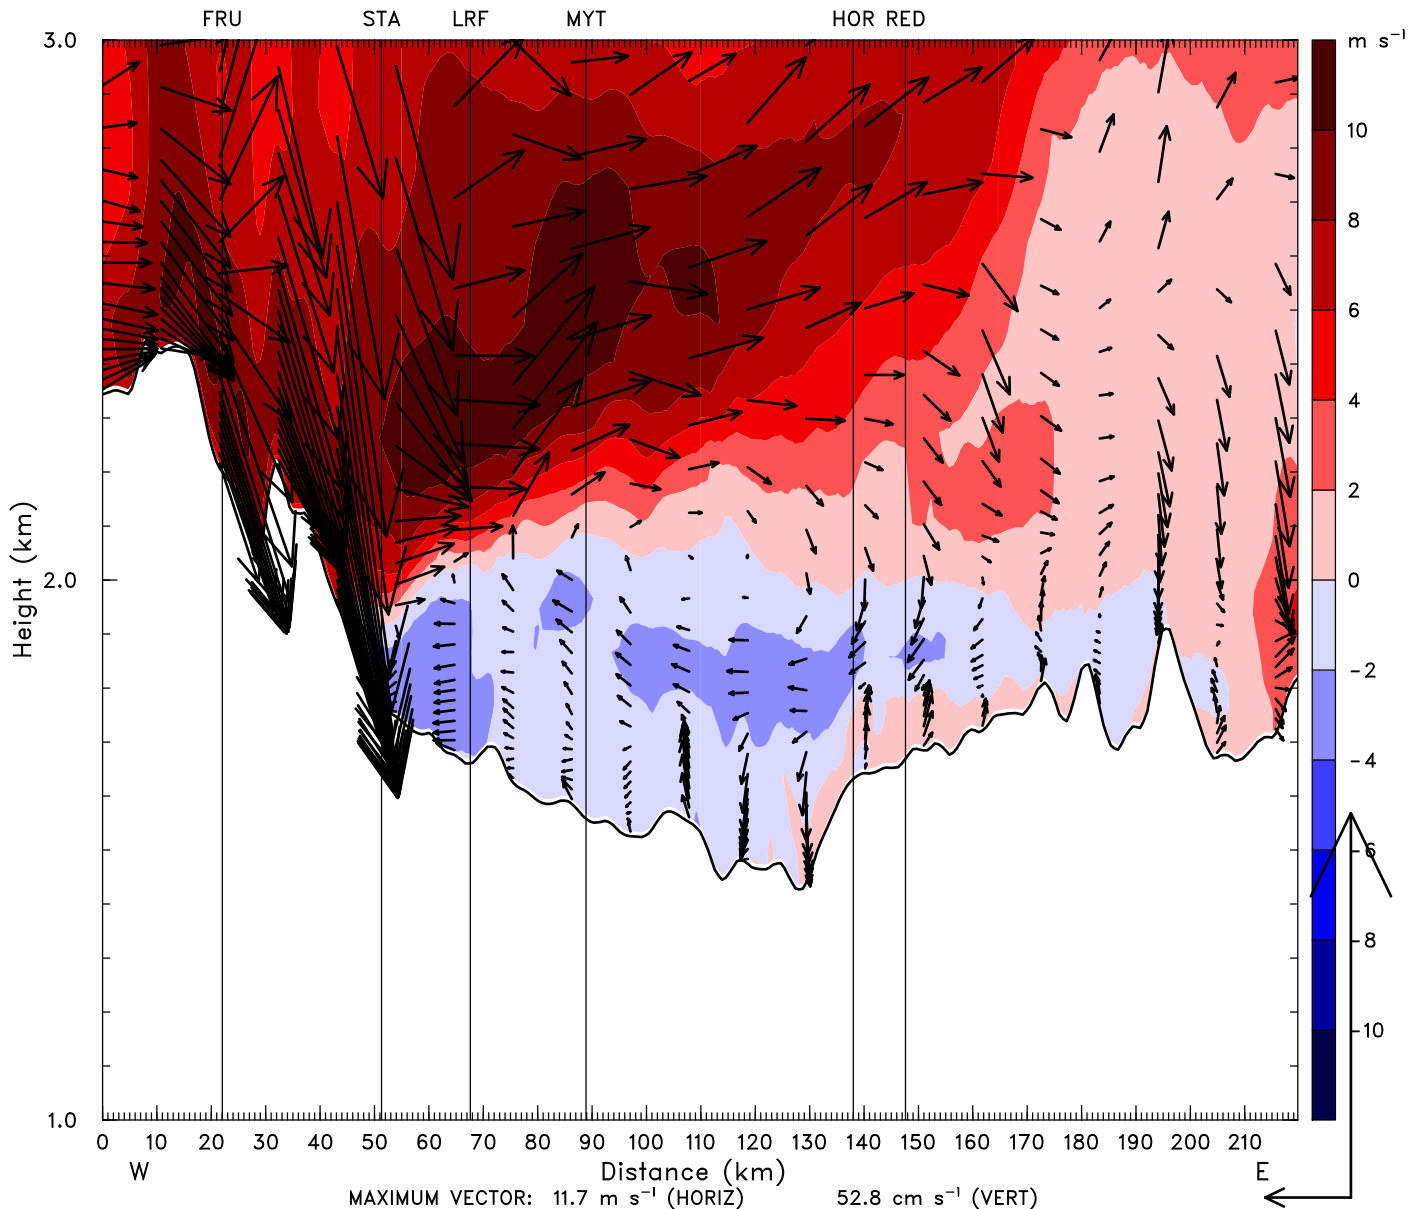 FRU STA LRF MYT HOR RED
3.0
m s⁻¹
10
8
6
4
2
2.0
0
Height (km)
-2
-4
6
8
10
1.0
0 10 20 30 40 50 60 70 80 90 100 110 120 130 140 150 160 170 180 190 200 210
W Distance (km) E
MAXIMUM VECTOR: 11.7 m s⁻¹ (HORIZ) 52.8 cm s⁻¹ (VERT)